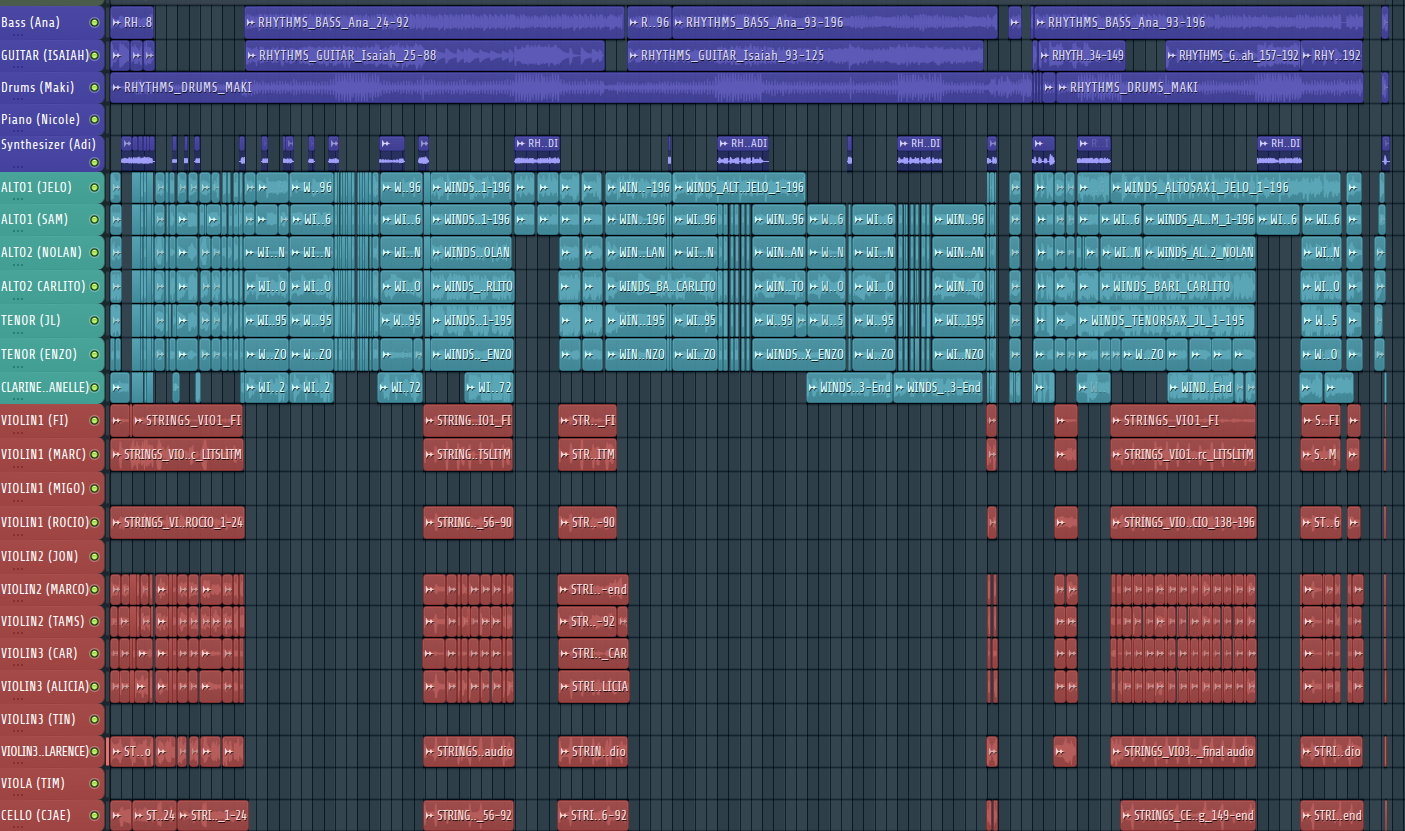 Bass (Ana) RH..8 RHYTHMS_BASS_Ana_24-92 R..96 RHYTHMS_BASS_Ana_93-196 RHYTHMS_BASS_Ana_93-196
GUITAR (ISAIAH) RHYTHMS_GUITAR_Isaiah_25-88 RHYTHMS_GUITAR_Isaiah_93-125 RHYTH..34-149 RHYTHMS_G..ah_157-192 RHY..192
Drums (Maki) RHYTHMS_DRUMS_MAKI RHYTHMS_DRUMS_MAKI
Piano (Nicole)
Synthesizer (Adi) RH..DI RH..ADI RH..DI RH..DI
ALTO1 (JELO) W..96 W..96 WINDS..1-196 WIN..-196 WINDS_ALT..JELO_1-196 WINDS_ALTOSAX1_JELO_1-196
ALTO1 (SAM) WI..6 WI..6 WINDS..1-196 WIN..196 WI..96 WIN..96 W..6 WI..6 WIN..96 WI..6 WINDS_AL..M_1-196 WI..6 WI..6
ALTO2 (NOLAN) WI..N WI..N WI..N WINDS..OLAN WIN..LAN WI..N WIN..AN W..N WI..N WIN..AN WI..N WINDS_AL..2_NOLAN WI..N
ALTO2 CARLITO) WI..O WI..O WI..O WINDS_..RLITO WINDS_BA..CARLITO WIN..TO W..O WI..O WIN..TO WINDS_BARI_CARLITO WI..O
TENOR (JL) WI..95 WI..95 W..95 WINDS..1-195 WIN..195 WI..95 W..95 W..5 W..95 WI..195 WINDS_TENORSAX_JL_1-195 W..5
TENOR (ENZO) W..ZO W..ZO WINDS.._ENZO WIN..NZO WI..ZO WINDS..X_ENZO W..ZO WI..NZO W..ZO W..O
CLARINE..ANELLE) WI..2 WI..2 WI..72 WI..72 WINDS..3-End WINDS.._3-End WIND..End
VIOLIN1 (FI) STRINGS_VIO1_FI STRING..IO1_FI STR.._FI STRINGS_VIO1_FI S..FI
VIOLIN1 (MARC) STRINGS_VIO..c_LITSLITM STRING..TSLITM STR..ITM STRINGS_VIO1..rc_LITSLITM S..M
VIOLIN1 (MIGO)
VIOLIN1 (ROCIO) STRINGS_VI..ROCIO_1-24 STRING.._56-90 STR..-90 STRINGS_VIO..CIO_138-196 ST..6
VIOLIN2 (JON)
VIOLIN2 (MARCO) STRI..-end
VIOLIN2 (TAMS) STR..-92
VIOLIN3 (CAR) STRI.._CAR
VIOLIN3 (ALICIA) STRI..LICIA
VIOLIN3 (TIN)
VIOLIN3..LARENCE) ST..o STRINGS..audio STRIN..dio STRINGS_VIO3.._final audio STRI..dio
VIOLA (TIM)
CELLO (CJAE) ST..24 STRI.._1-24 STRING.._56-92 STRI..6-92 STRINGS_CE..g_149-end STRI..end